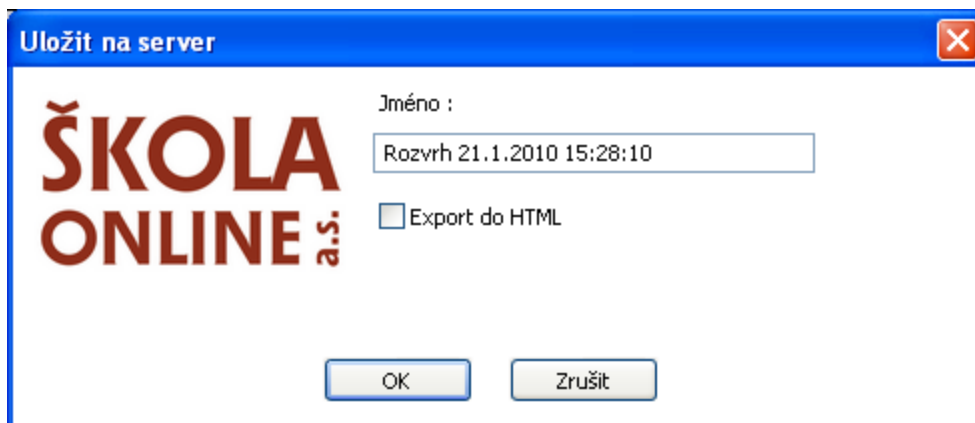 Uložit na server
ŠKOLA
ONLINE a.s.
Jméno :
Rozvrh 21.1.2010 15:28:10
Export do HTML
OK
Zrušit